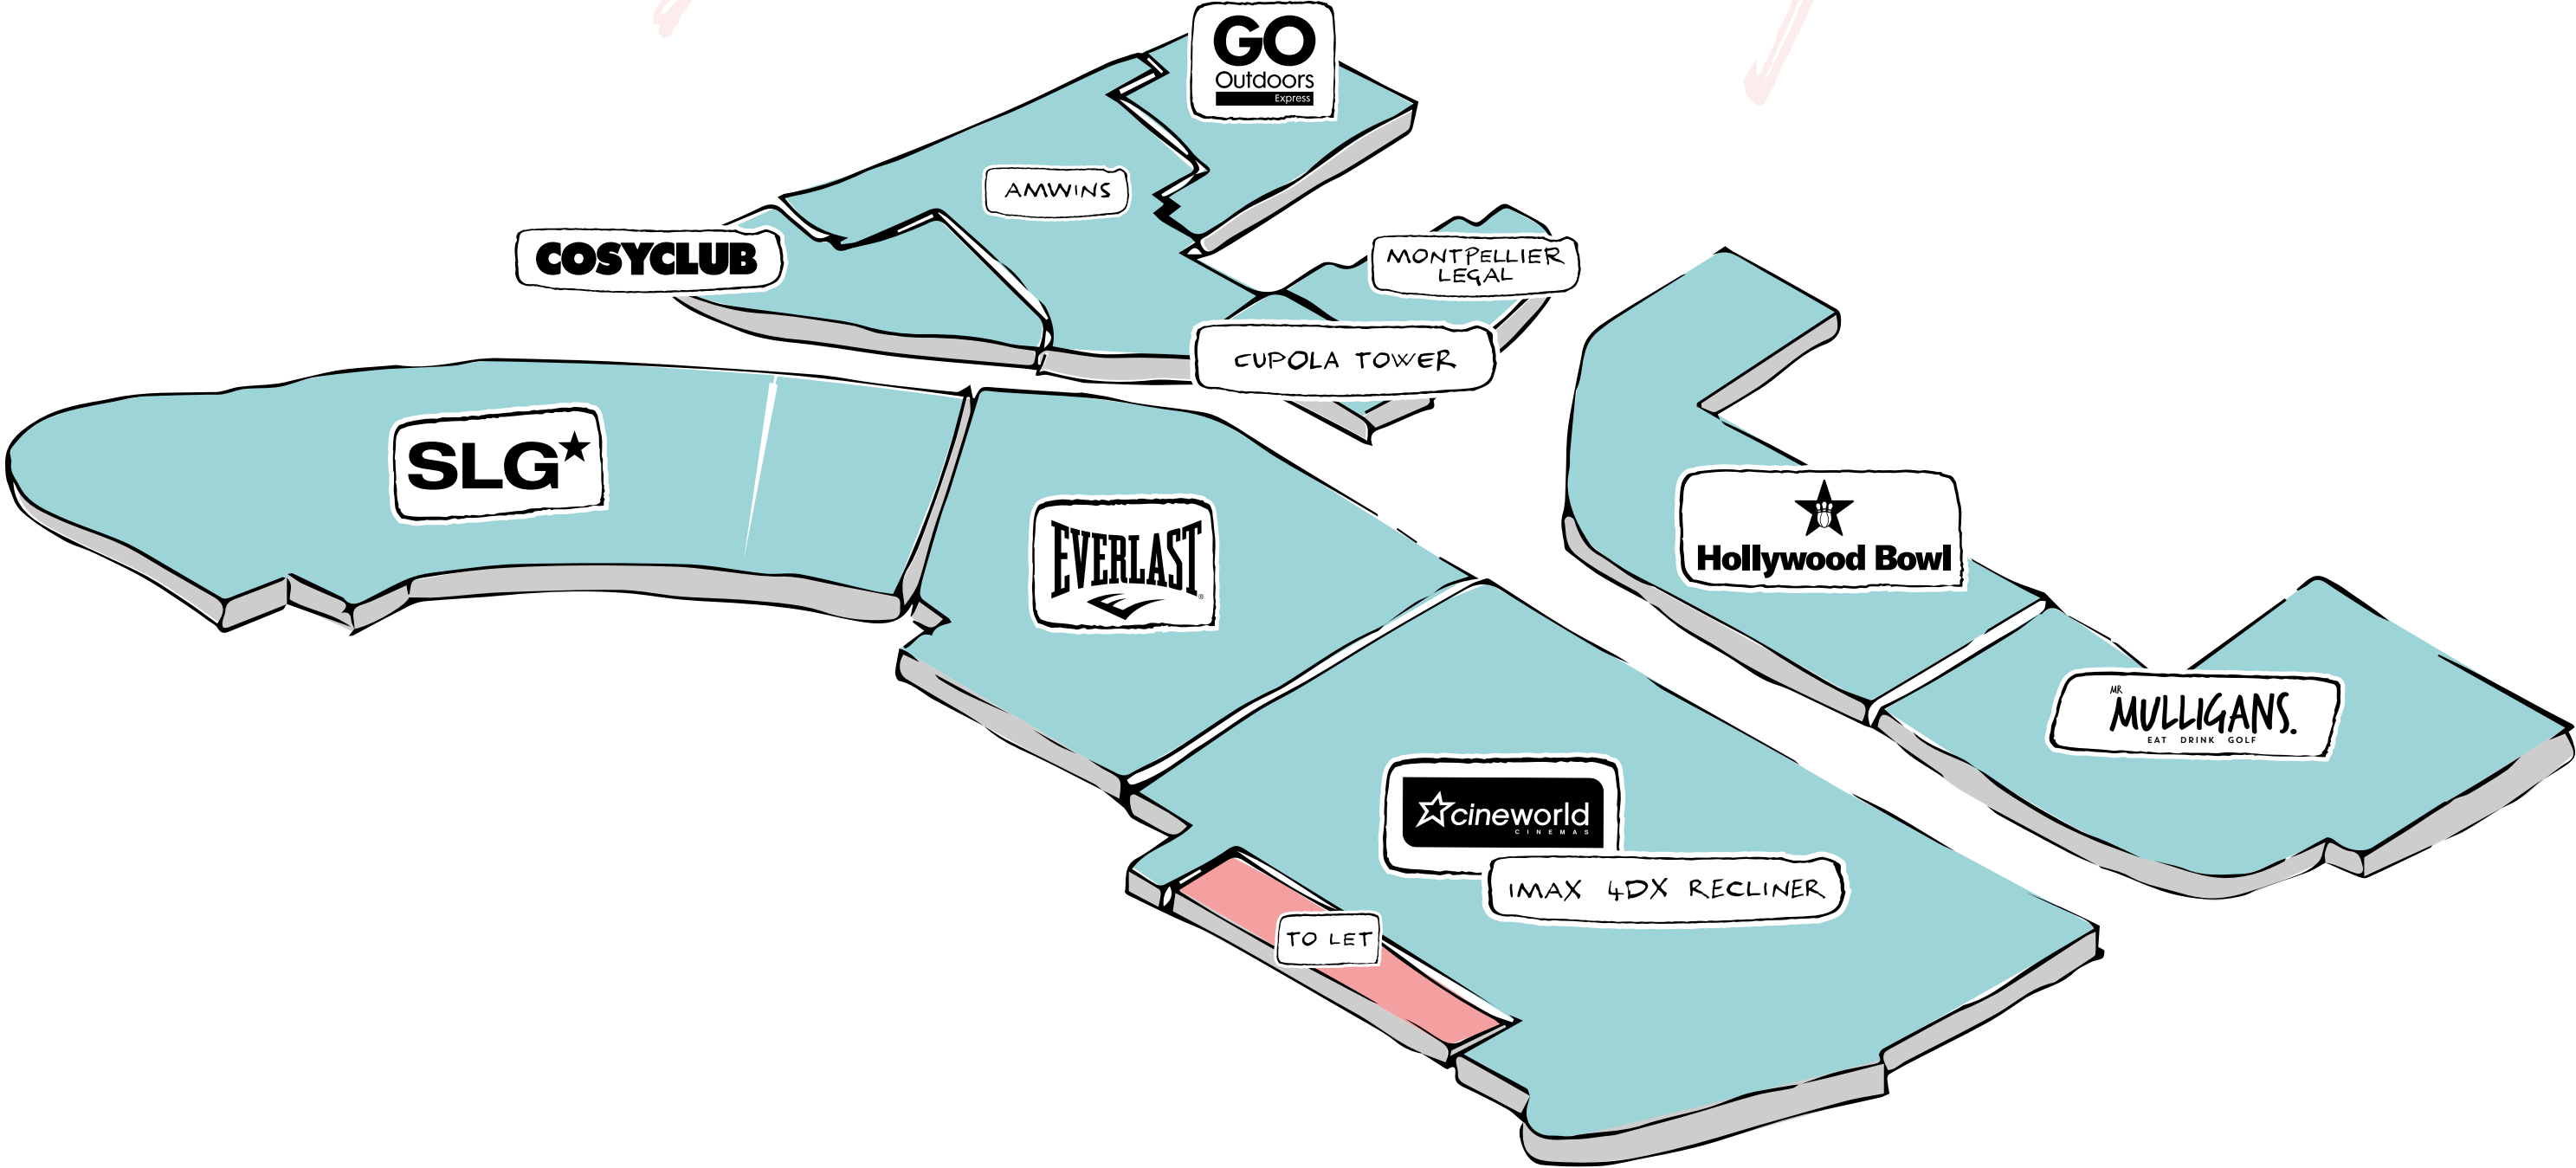 GO
Outdoors
Express
AMWINS
COSYCLUB
MONTPELLIER
LEGAL
CUPOLA TOWER
SLG
EVERLAST
Hollywood Bowl
MR
MULLIGANS.
EAT DRINK GOLF
cineworld
CINEMAS
IMAX 4DX RECLINER
TO LET